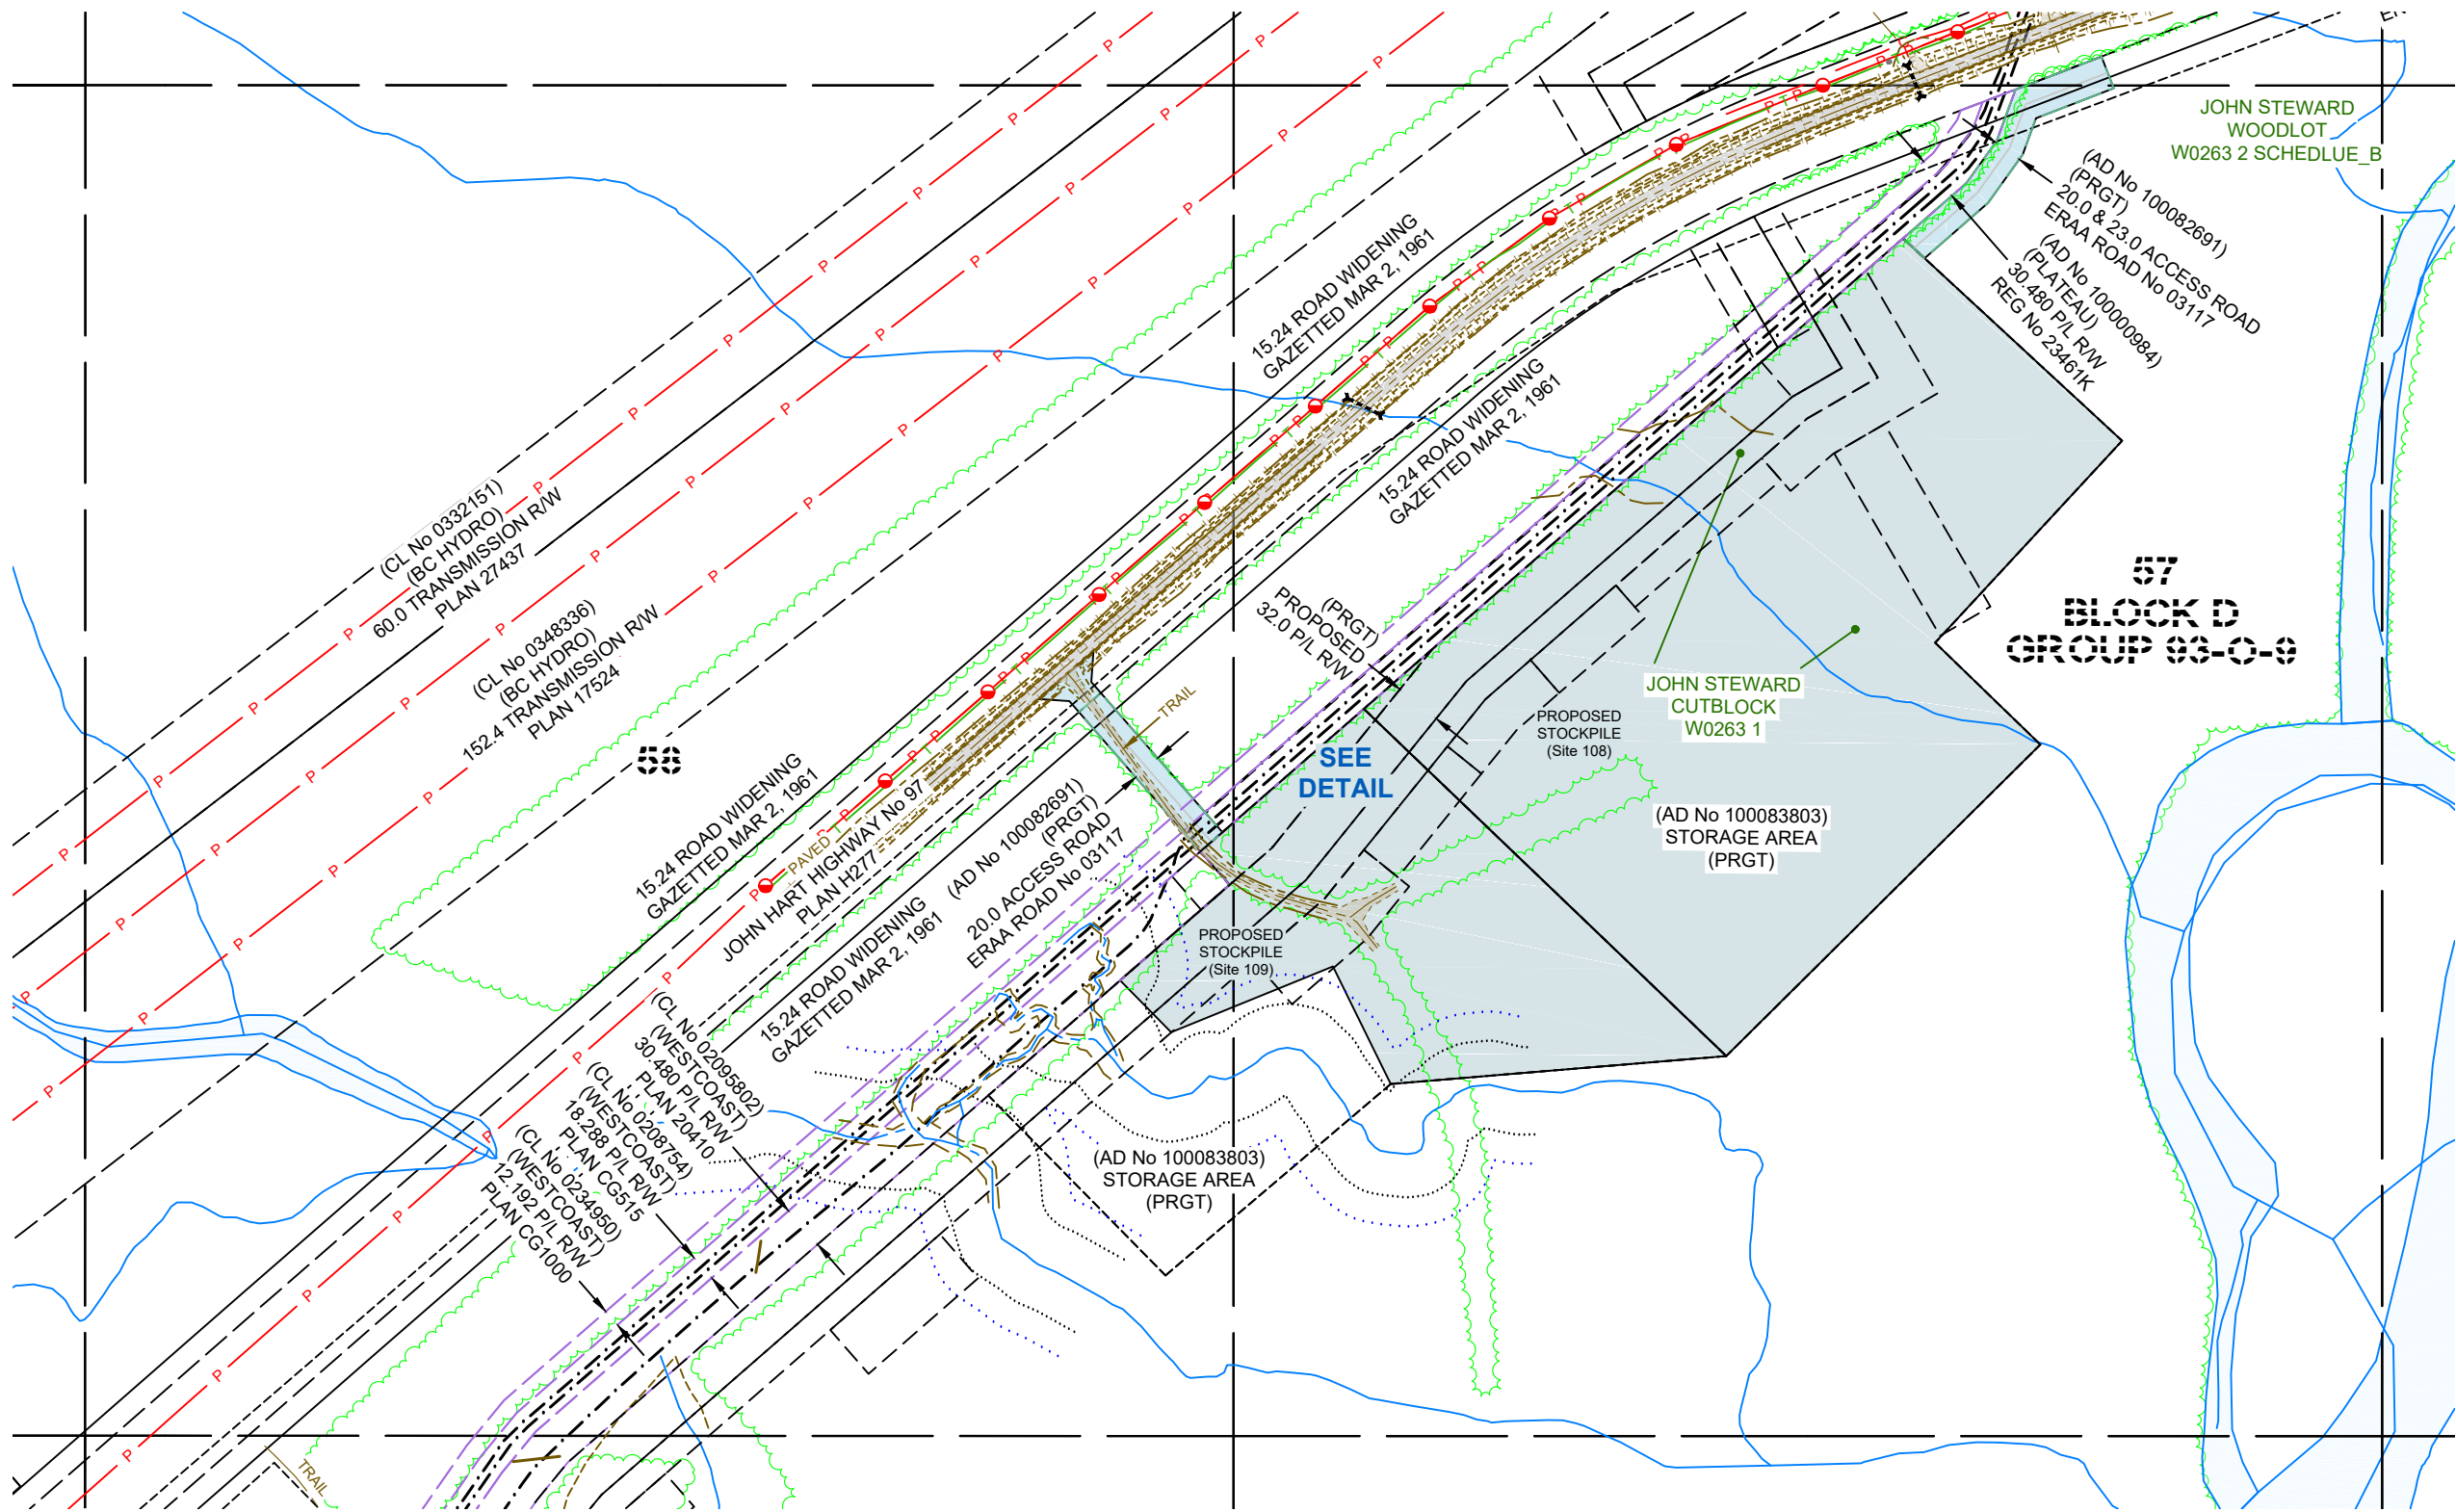 JOHN STEWARD
WOODLOT
W0263 2 SCHEDLUE_B
(AD No 100082691)
(PRGT)
20.0 & 23.0 ACCESS ROAD
ERAA ROAD No 03117
(AD No 100000984)
(PLATEAU)
30.480 P/L R/W
REG No 23461K
15.24 ROAD WIDENING
GAZETTED MAR 2, 1961
15.24 ROAD WIDENING
GAZETTED MAR 2, 1961
(CL No 0332151)
(BC HYDRO)
60.0 TRANSMISSION R/W
PLAN 27437
(CL No 0348336)
(BC HYDRO)
152.4 TRANSMISSION R/W
PLAN 17524
58
57
BLOCK D
GROUP 93-O-9
(PRGT)
PROPOSED
32.0 P/L R/W
TRAIL
SEE
DETAIL
PROPOSED
STOCKPILE
(Site 108)
JOHN STEWARD
CUTBLOCK
W0263 1
(AD No 100083803)
STORAGE AREA
(PRGT)
15.24 ROAD WIDENING
GAZETTED MAR 2, 1961
PAVED
JOHN HART HIGHWAY No 97
PLAN H277
15.24 ROAD WIDENING
GAZETTED MAR 2, 1961
(AD No 100082691)
(PRGT)
20.0 ACCESS ROAD
ERAA ROAD No 03117
PROPOSED
STOCKPILE
(Site 109)
(CL No 02095802)
(WESTCOAST)
30.480 P/L R/W
PLAN 20410
(CL No 0208754)
(WESTCOAST)
18.288 P/L R/W
PLAN CG515
(CL No 0234950)
(WESTCOAST)
12.192 P/L R/W
PLAN CG1000
(AD No 100083803)
STORAGE AREA
(PRGT)
TRAIL